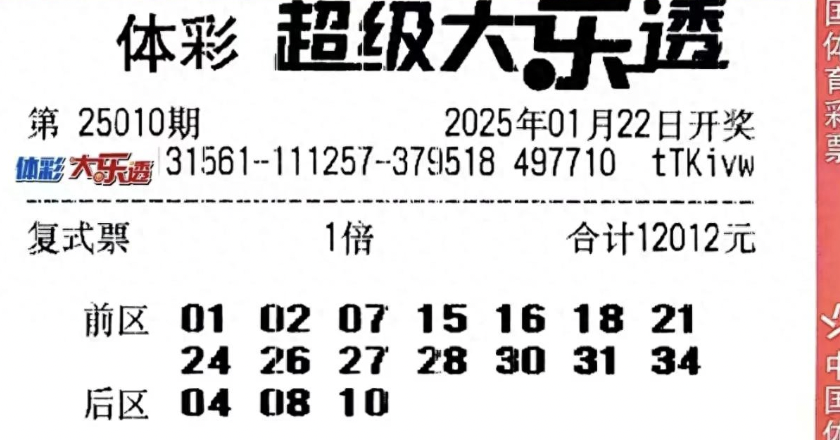 体彩 超级大乐透
第 25010期 2025年01月22日开奖
体彩 大乐透 31561--111257--379518 497710 tTKivw
复式票 1倍 合计12012元
前区 01 02 07 15 16 18 21
24 26 27 28 30 31 34
后区 04 08 10
国体育彩票
中国体